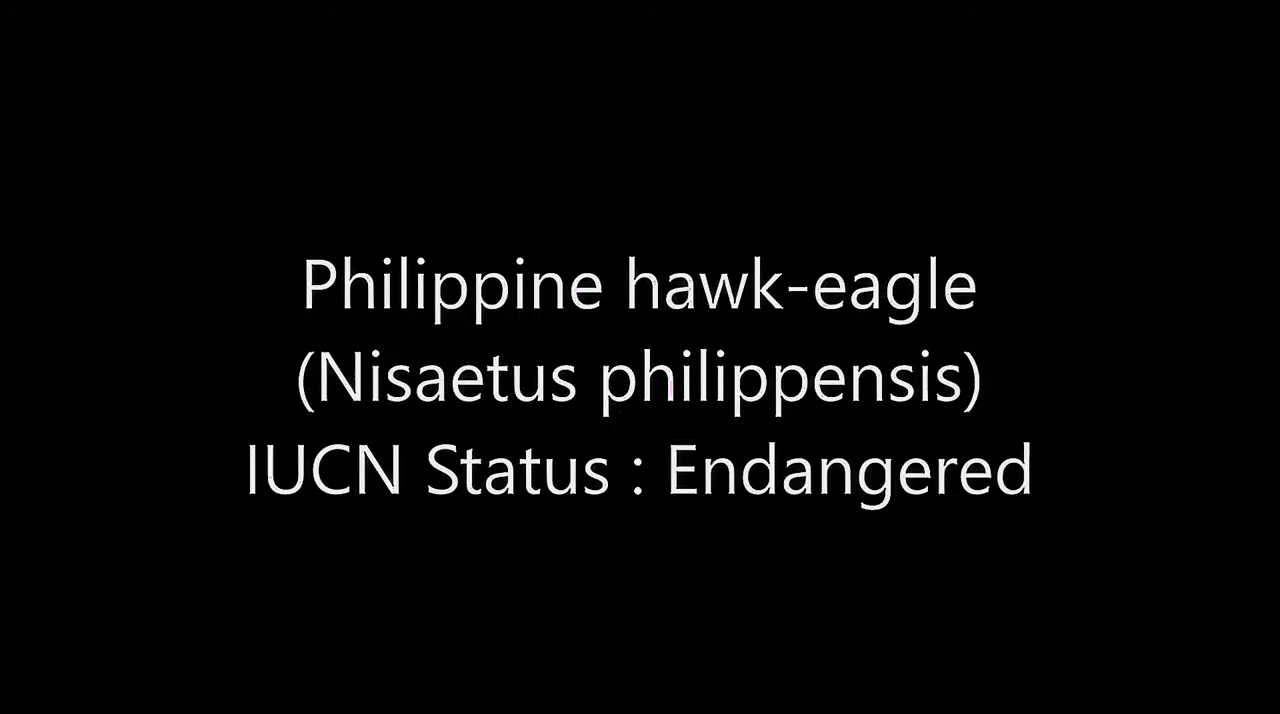 Philippine hawk-eagle
(Nisaetus philippensis)
IUCN Status : Endangered